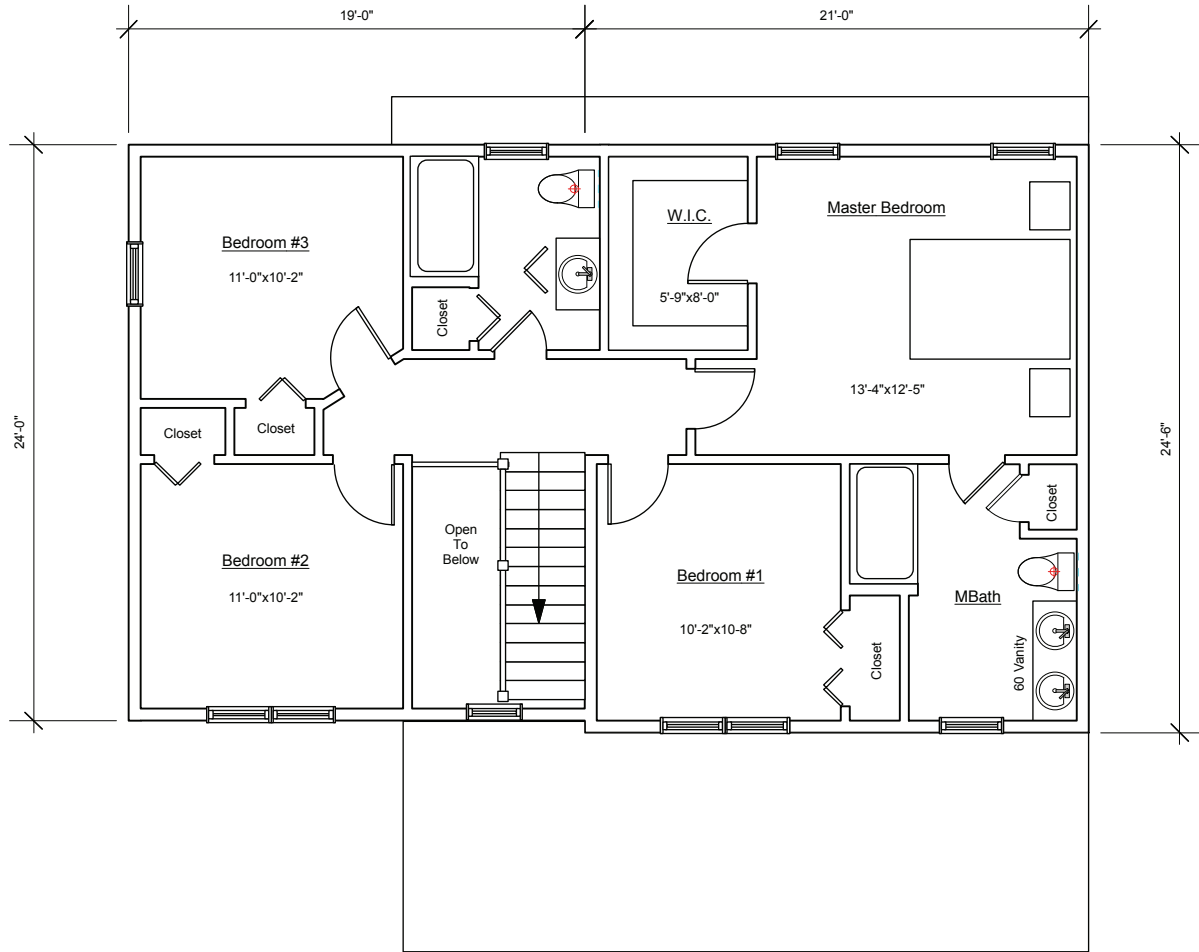 19'-0"
21'-0"
24'-0"
24'-6"
Bedroom #3
11'-0"x10'-2"
W.I.C.
5'-9"x8'-0"
Master Bedroom
13'-4"x12'-5"
Closet
Closet
Closet
Open
To
Below
Bedroom #2
11'-0"x10'-2"
Bedroom #1
10'-2"x10-8"
Closet
Closet
MBath
60 Vanity